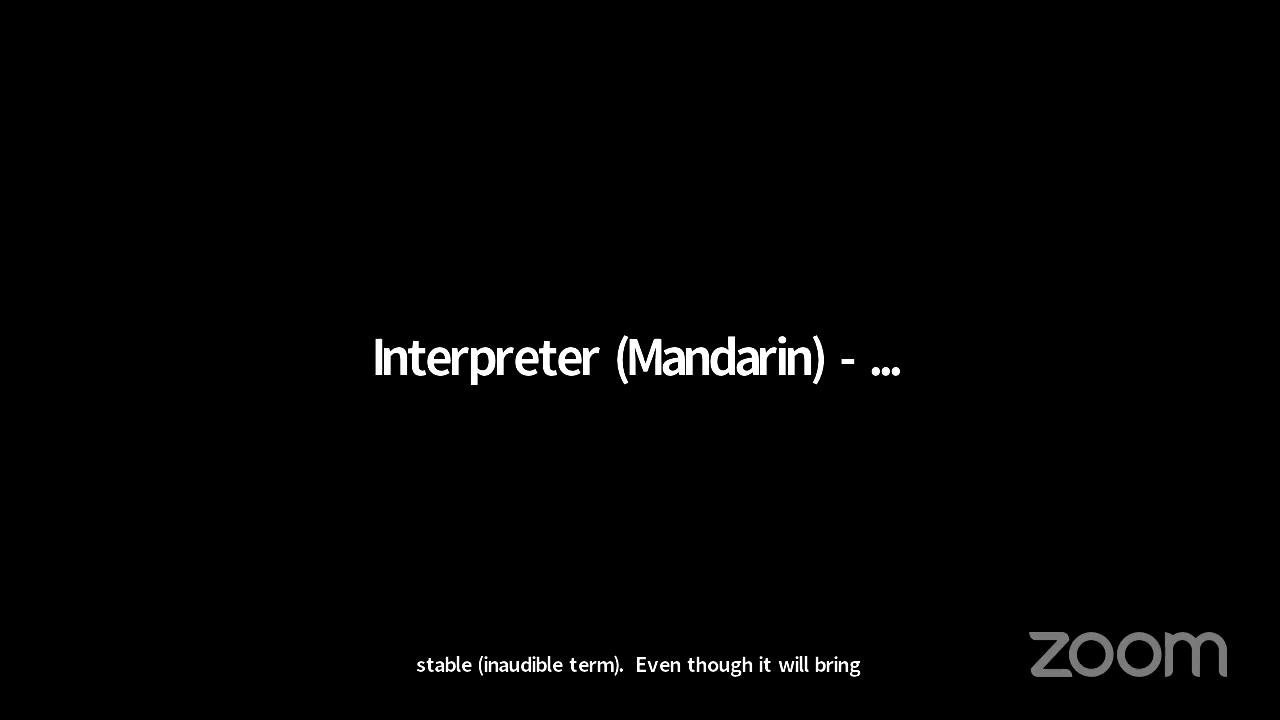 Interpreter (Mandarin) - ...
stable (inaudible term).  Even though it will bring
zoom